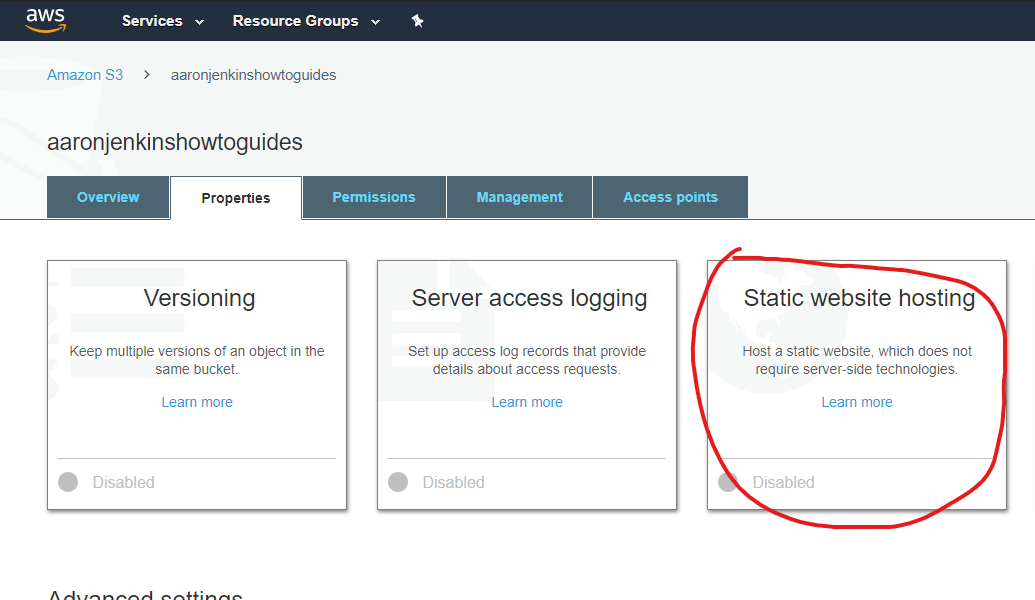 aws Services Resource Groups
Amazon S3 > aaronjenkinshowtoguides
aaronjenkinshowtoguides
Overview Properties Permissions Management Access points
Versioning
Keep multiple versions of an object in the
same bucket.
Learn more
Disabled
Server access logging
Set up access log records that provide
details about access requests.
Learn more
Disabled
Static website hosting
Host a static website, which does not
require server-side technologies.
Learn more
Disabled
Advanced settings